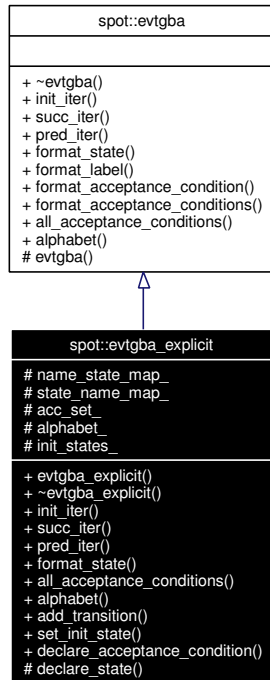 spot::evtgba
+ ~evtgba()
+ init_iter()
+ succ_iter()
+ pred_iter()
+ format_state()
+ format_label()
+ format_acceptance_condition()
+ format_acceptance_conditions()
+ all_acceptance_conditions()
+ alphabet()
# evtgba()
spot::evtgba_explicit
# name_state_map_
# state_name_map_
# acc_set_
# alphabet_
# init_states_
+ evtgba_explicit()
+ ~evtgba_explicit()
+ init_iter()
+ succ_iter()
+ pred_iter()
+ format_state()
+ all_acceptance_conditions()
+ alphabet()
+ add_transition()
+ set_init_state()
+ declare_acceptance_condition()
# declare_state()